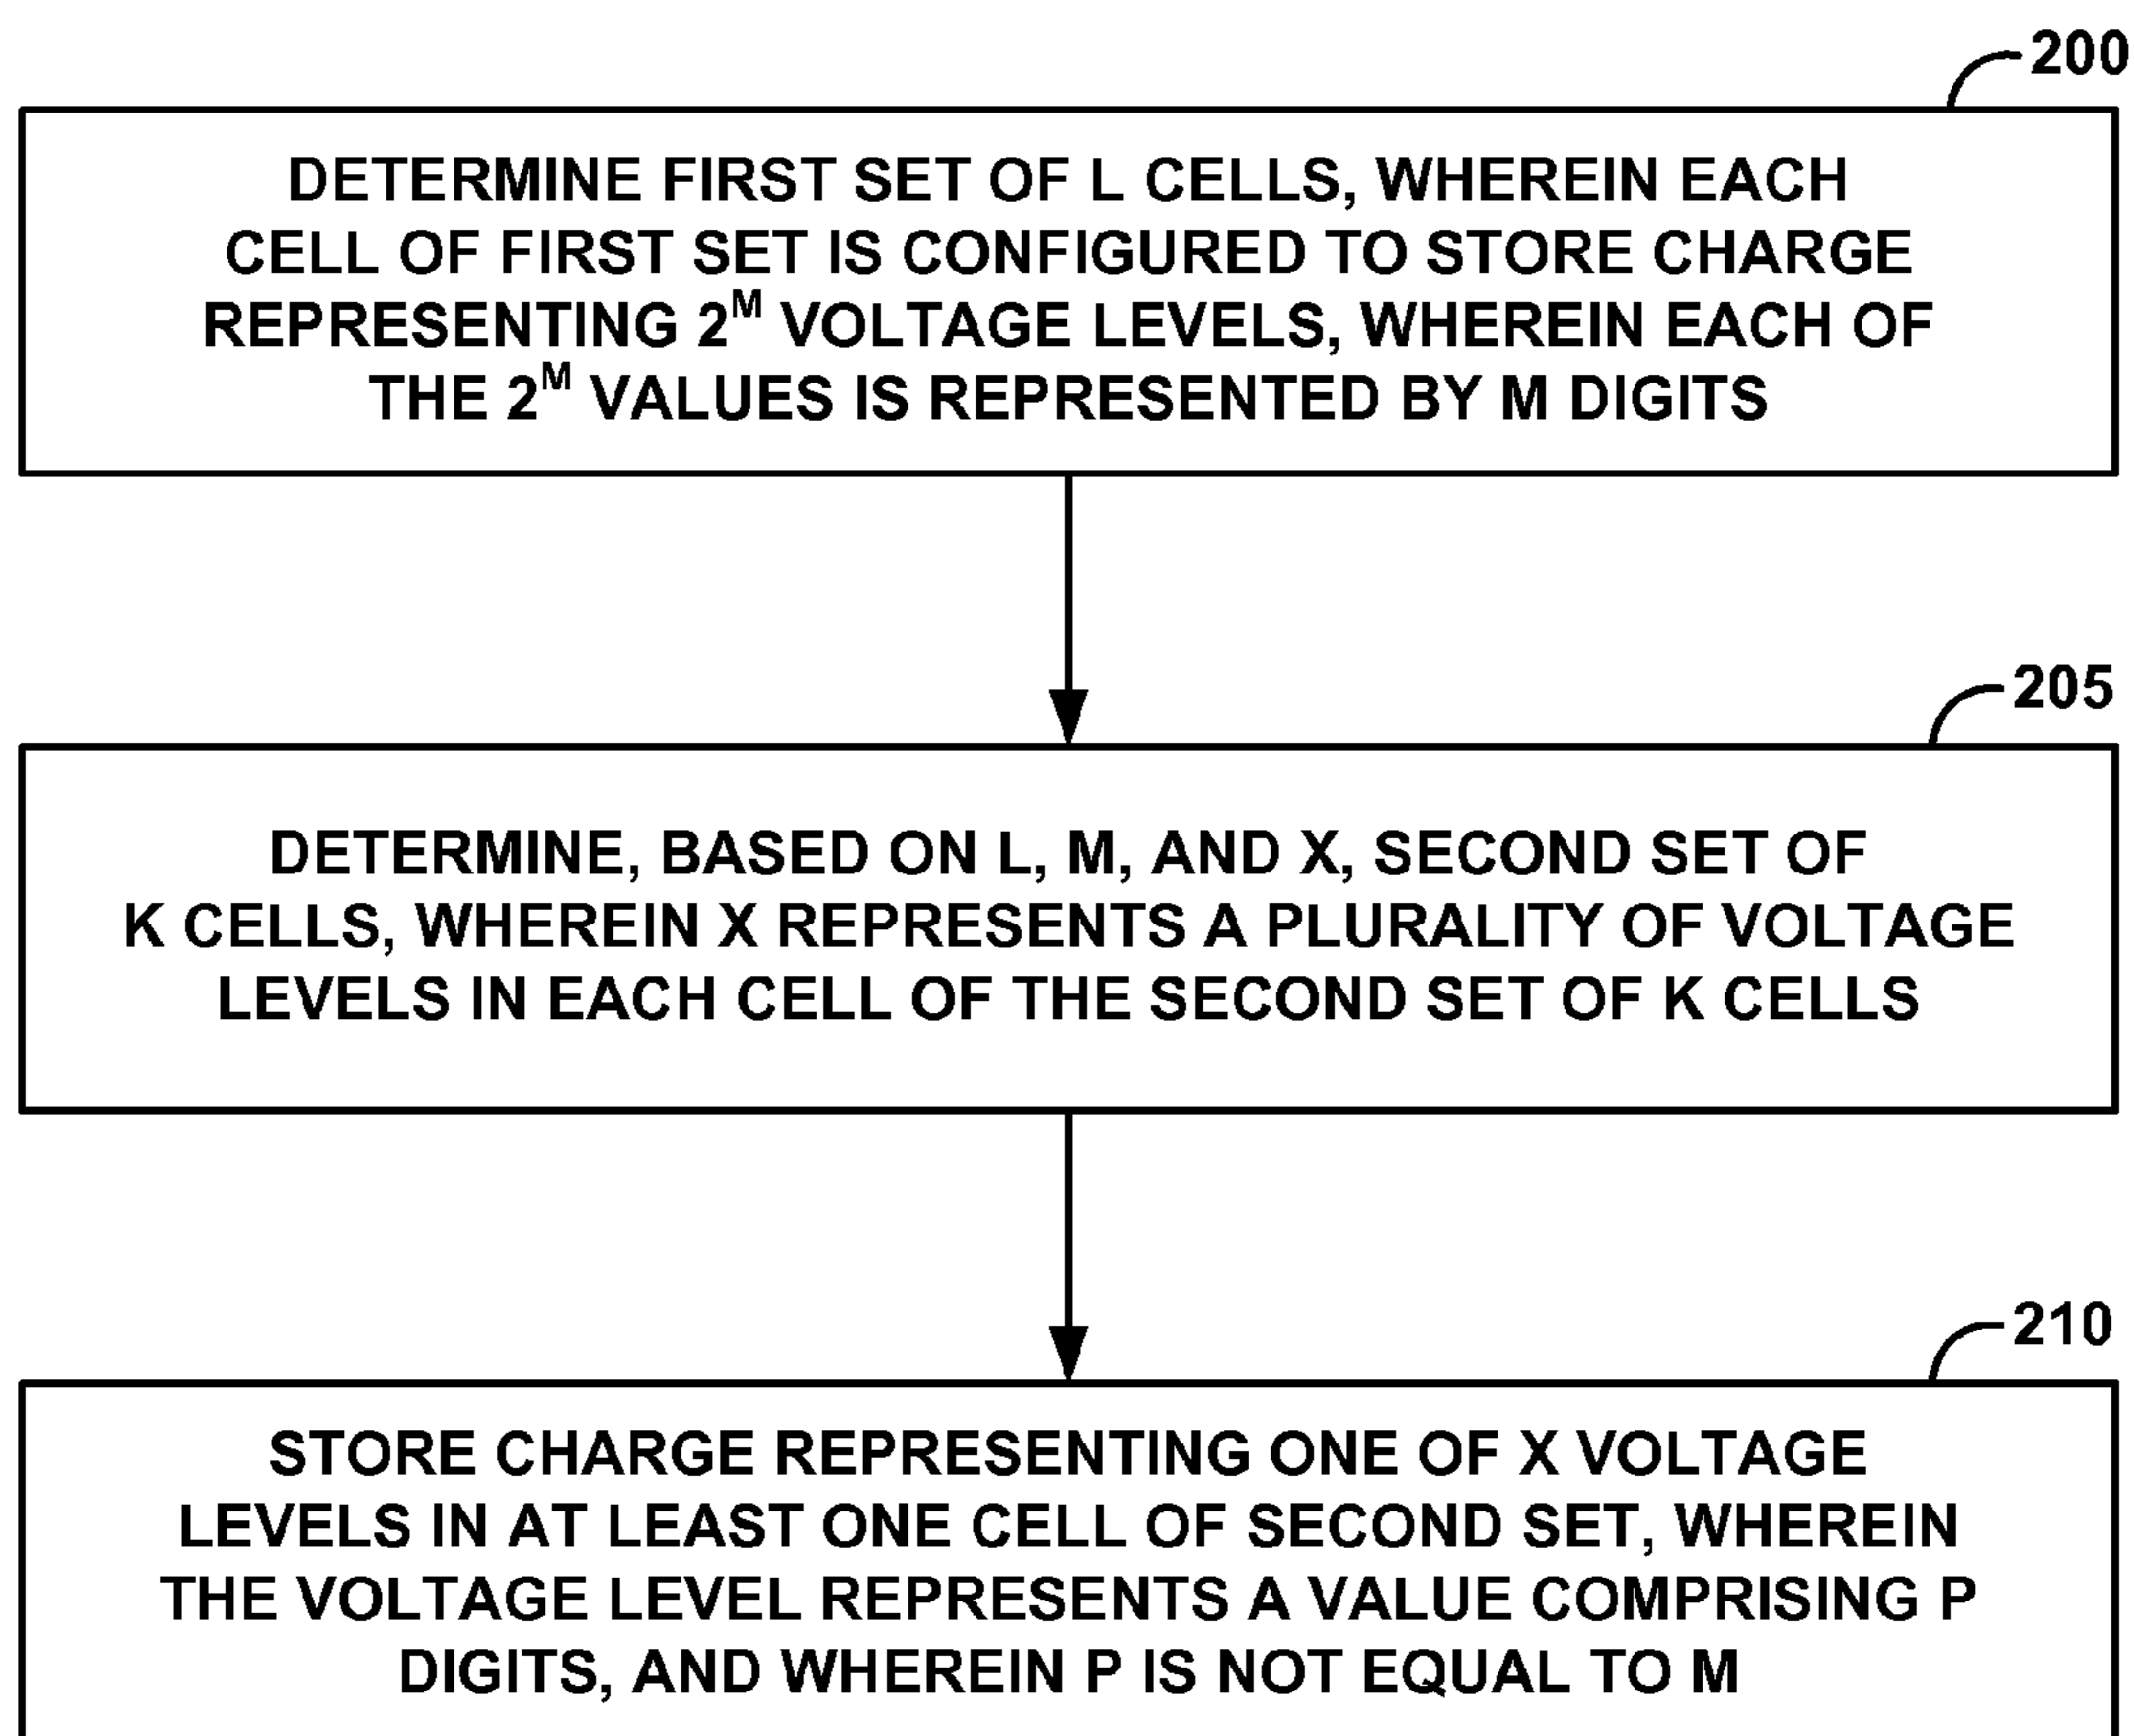 200
DETERMINE FIRST SET OF L CELLS, WHEREIN EACH
CELL OF FIRST SET IS CONFIGURED TO STORE CHARGE
REPRESENTING 2^M VOLTAGE LEVELS, WHEREIN EACH OF
THE 2^M VALUES IS REPRESENTED BY M DIGITS
205
DETERMINE, BASED ON L, M, AND X, SECOND SET OF
K CELLS, WHEREIN X REPRESENTS A PLURALITY OF VOLTAGE
LEVELS IN EACH CELL OF THE SECOND SET OF K CELLS
210
STORE CHARGE REPRESENTING ONE OF X VOLTAGE
LEVELS IN AT LEAST ONE CELL OF SECOND SET, WHEREIN
THE VOLTAGE LEVEL REPRESENTS A VALUE COMPRISING P
DIGITS, AND WHEREIN P IS NOT EQUAL TO M